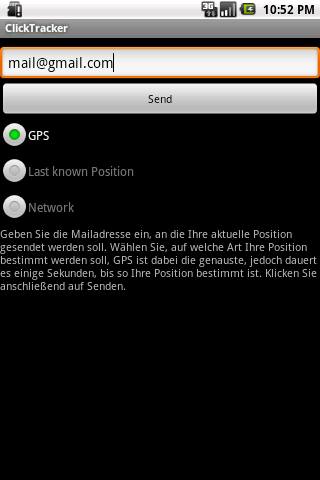 3G
10:52 PM
ClickTracker
mail@gmail.com
Send
GPS
Last known Position
Network
Geben Sie die Mailadresse ein, an die Ihre aktuelle Position
gesendet werden soll. Wählen Sie, auf welche Art Ihre Position
bestimmt werden soll, GPS ist dabei die genauste, jedoch dauert
es einige Sekunden, bis so Ihre Position bestimmt ist. Klicken Sie
anschließend auf Senden.